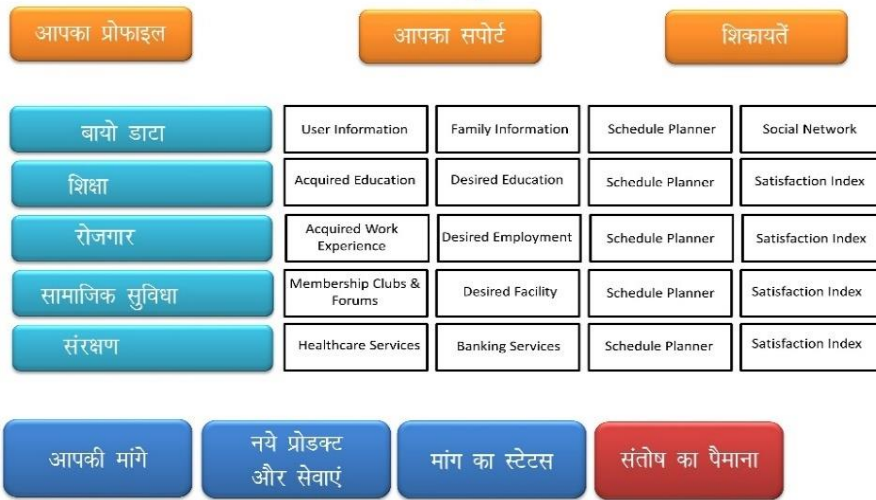 आपका प्रोफाइल आपका सपोर्ट शिकायतें
बायो डाटा User Information Family Information Schedule Planner Social Network
शिक्षा Acquired Education Desired Education Schedule Planner Satisfaction Index
रोजगार Acquired Work Experience Desired Employment Schedule Planner Satisfaction Index
सामाजिक सुविधा Membership Clubs & Forums Desired Facility Schedule Planner Satisfaction Index
संरक्षण Healthcare Services Banking Services Schedule Planner Satisfaction Index
आपकी मांगे
नये प्रोडक्ट
और सेवाएं
मांग का स्टेटस
संतोष का पैमाना